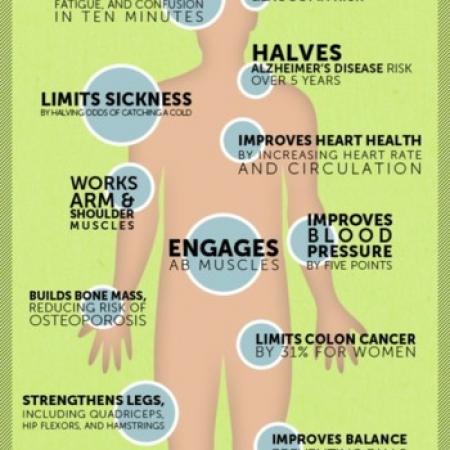 FATIGUE, AND CONFUSION
IN TEN MINUTES
HALVES
ALZHEIMER'S DISEASE RISK
OVER 5 YEARS
LIMITS SICKNESS
BY HALVING ODDS OF CATCHING A COLD
IMPROVES HEART HEALTH
BY INCREASING HEART RATE
AND CIRCULATION
WORKS
ARM &
SHOULDER
MUSCLES
ENGAGES
AB MUSCLES
IMPROVES
BLOOD
PRESSURE
BY FIVE POINTS
BUILDS BONE MASS,
REDUCING RISK OF
OSTEOPOROSIS
LIMITS COLON CANCER
BY 31% FOR WOMEN
STRENGTHENS LEGS,
INCLUDING QUADRICEPS,
HIP FLEXORS, AND HAMSTRINGS
IMPROVES BALANCE